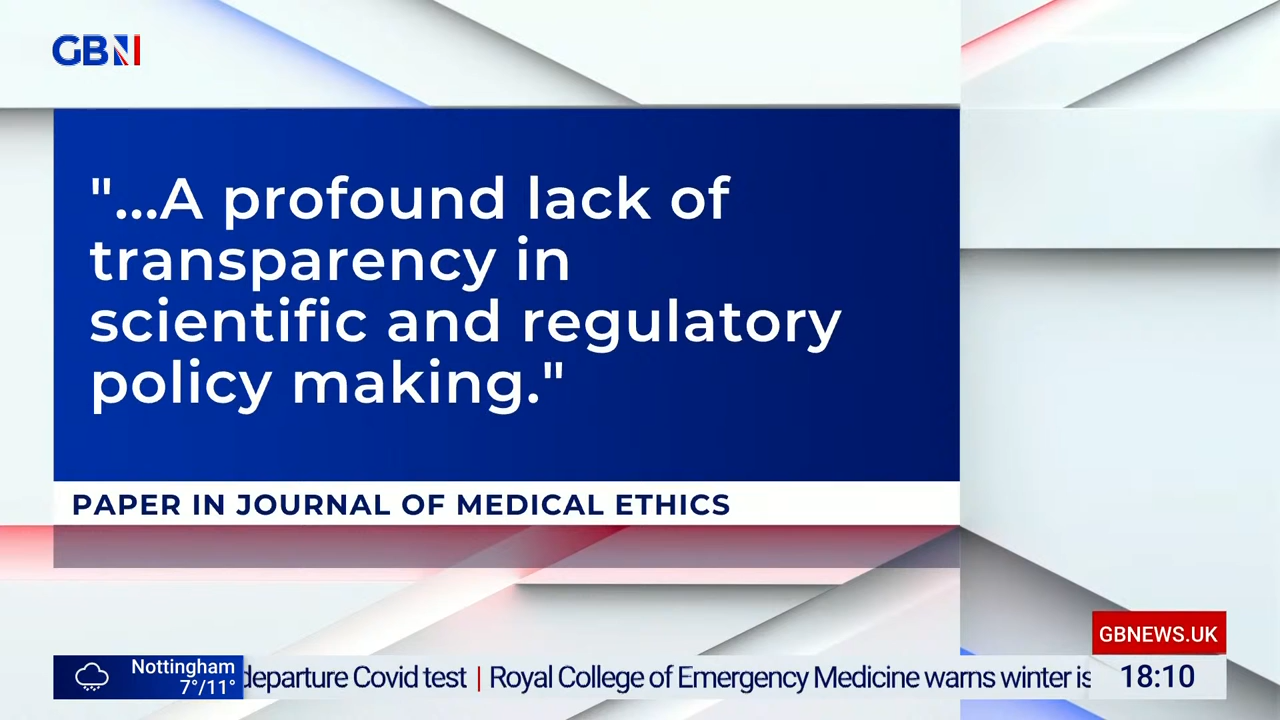 GBN
"...A profound lack of
transparency in
scientific and regulatory
policy making."
PAPER IN JOURNAL OF MEDICAL ETHICS
GBNEWS.UK
Nottingham
7°/11°
departure Covid test | Royal College of Emergency Medicine warns winter is
18:10